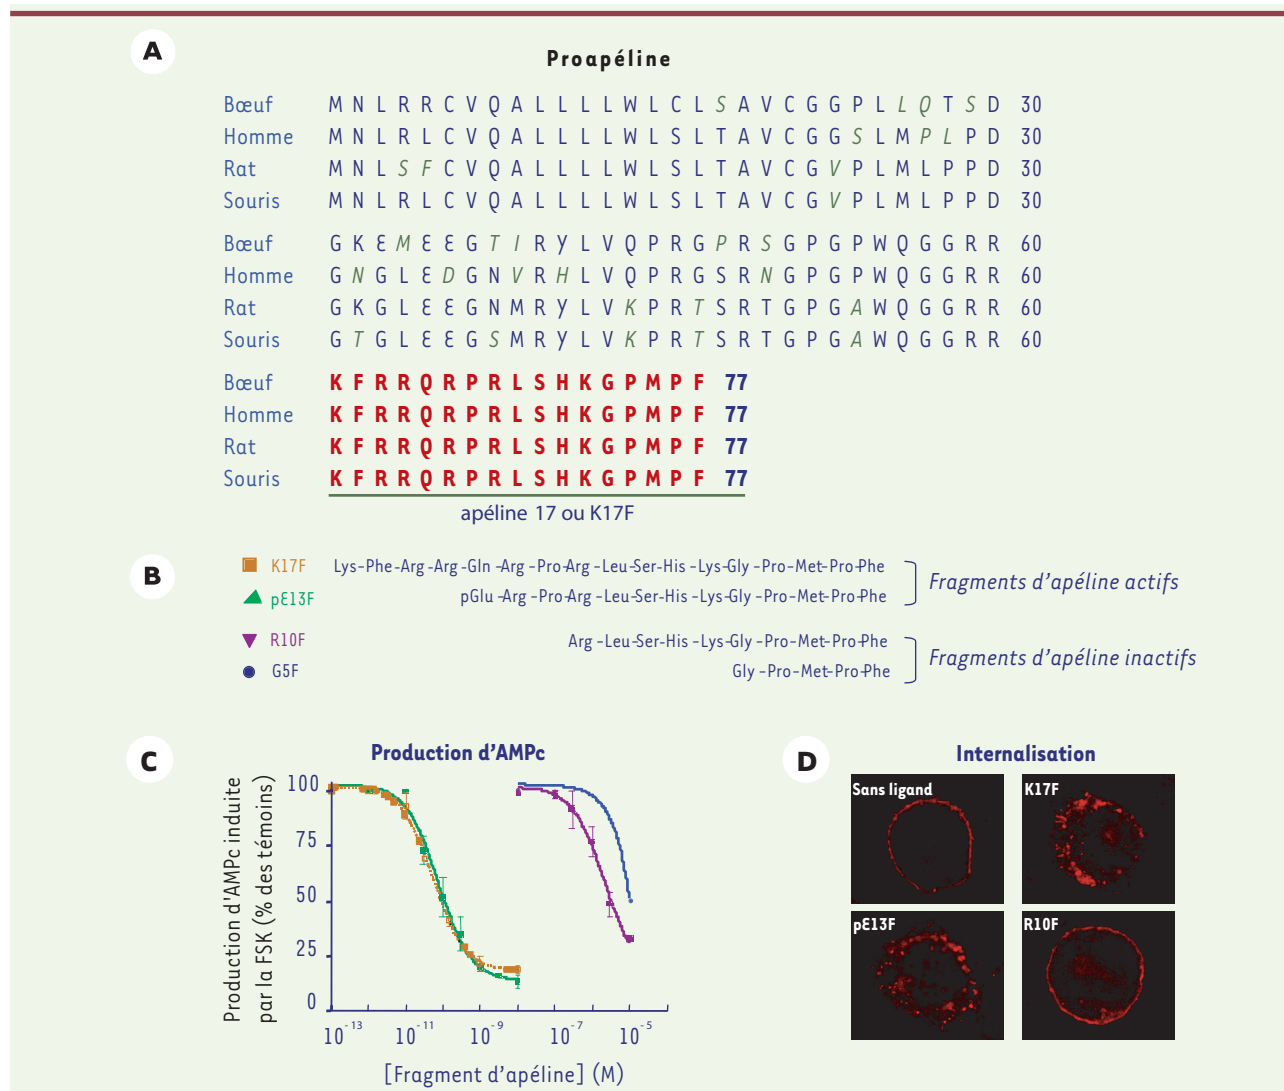 A
Proapéline
Bœuf M N L R R C V Q A L L L L W L C L S A V C G G P L L Q T S D 30
Homme M N L R L C V Q A L L L L W L S L T A V C G G S L M P L P D 30
Rat M N L S F C V Q A L L L L W L S L T A V C G V P L M L P P D 30
Souris M N L R L C V Q A L L L L W L S L T A V C G V P L M L P P D 30
Bœuf G K E M E E G T I R Y L V Q P R G P R S G P G P W Q G G R R 60
Homme G N G L E D G N V R H L V Q P R G S R N G P G P W Q G G R R 60
Rat G K G L E E G N M R Y L V K P R T S R T G P G A W Q G G R R 60
Souris G T G L E E G S M R Y L V K P R T S R T G P G A W Q G G R R 60
Bœuf K F R R Q R P R L S H K G P M P F 77
Homme K F R R Q R P R L S H K G P M P F 77
Rat K F R R Q R P R L S H K G P M P F 77
Souris K F R R Q R P R L S H K G P M P F 77
apéline 17 ou K17F
B
K17F Lys-Phe-Arg-Arg-Gln-Arg-Pro-Arg-Leu-Ser-His-Lys-Gly-Pro-Met-Pro-Phe
pE13F pGlu-Arg-Pro-Arg-Leu-Ser-His-Lys-Gly-Pro-Met-Pro-Phe
Fragments d'apéline actifs
R10F Arg-Leu-Ser-His-Lys-Gly-Pro-Met-Pro-Phe
G5F Gly-Pro-Met-Pro-Phe
Fragments d'apéline inactifs
C
Production d'AMPc
Production d'AMPc induite
par la FSK (% des témoins)
100
75
50
25
0
10-13 10-11 10-9 10-7 10-5
[Fragment d'apéline] (M)
D
Internalisation
Sans ligand
K17F
pE13F
R10F